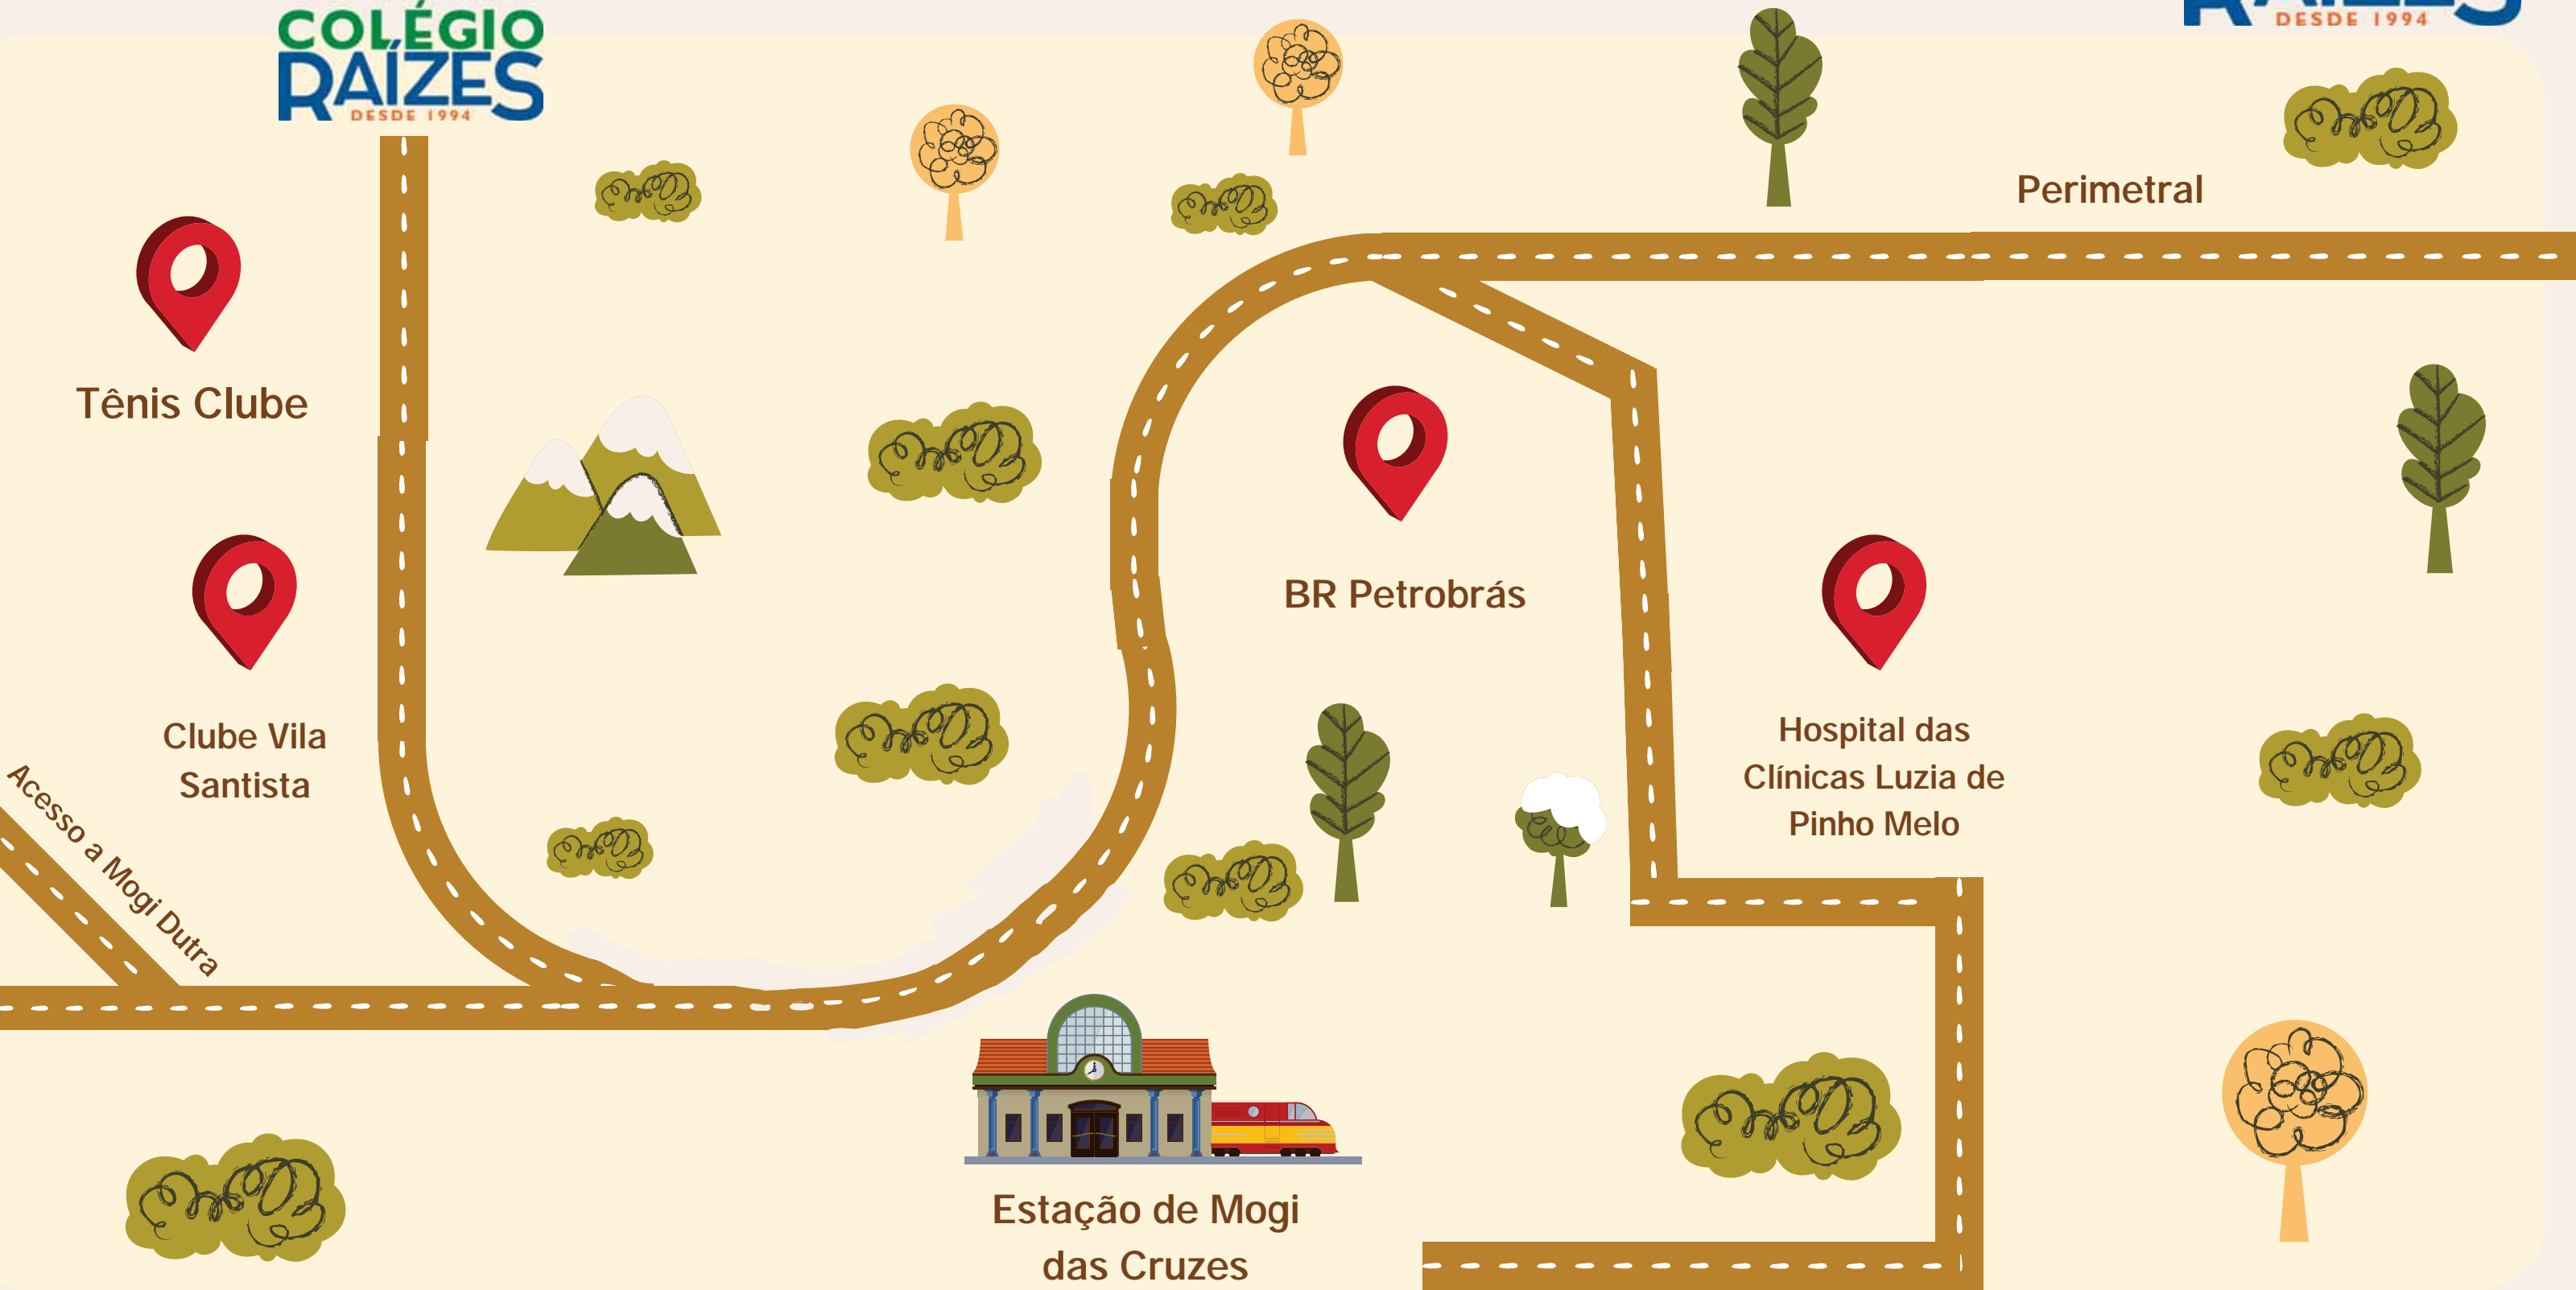 COLÉGIO
RAÍZES
DESDE 1994
DESDE 1994
Perimetral
Tênis Clube
BR Petrobrás
Clube Vila
Santista
Hospital das
Clínicas Luzia de
Pinho Melo
Acesso a Mogi Dutra
Estação de Mogi
das Cruzes